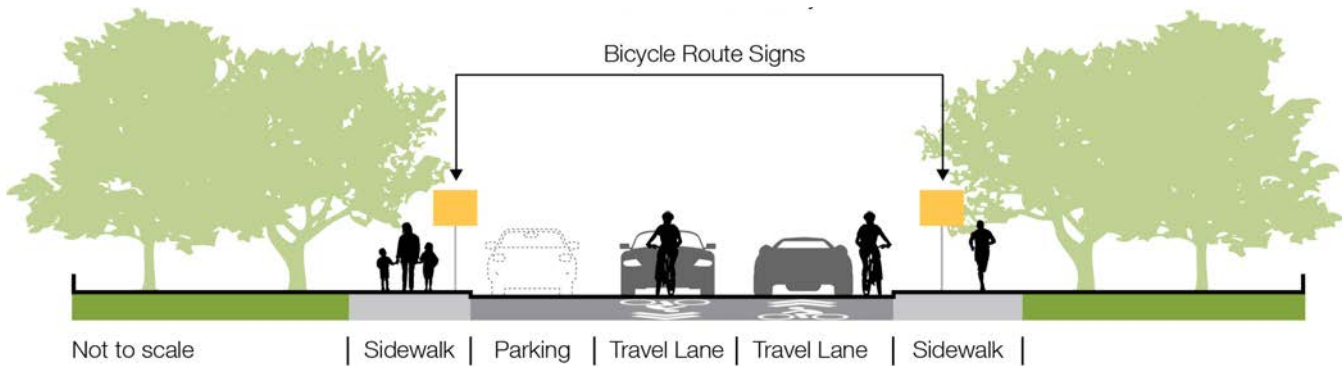 Bicycle Route Signs
Not to scale | Sidewalk | Parking | Travel Lane | Travel Lane | Sidewalk |